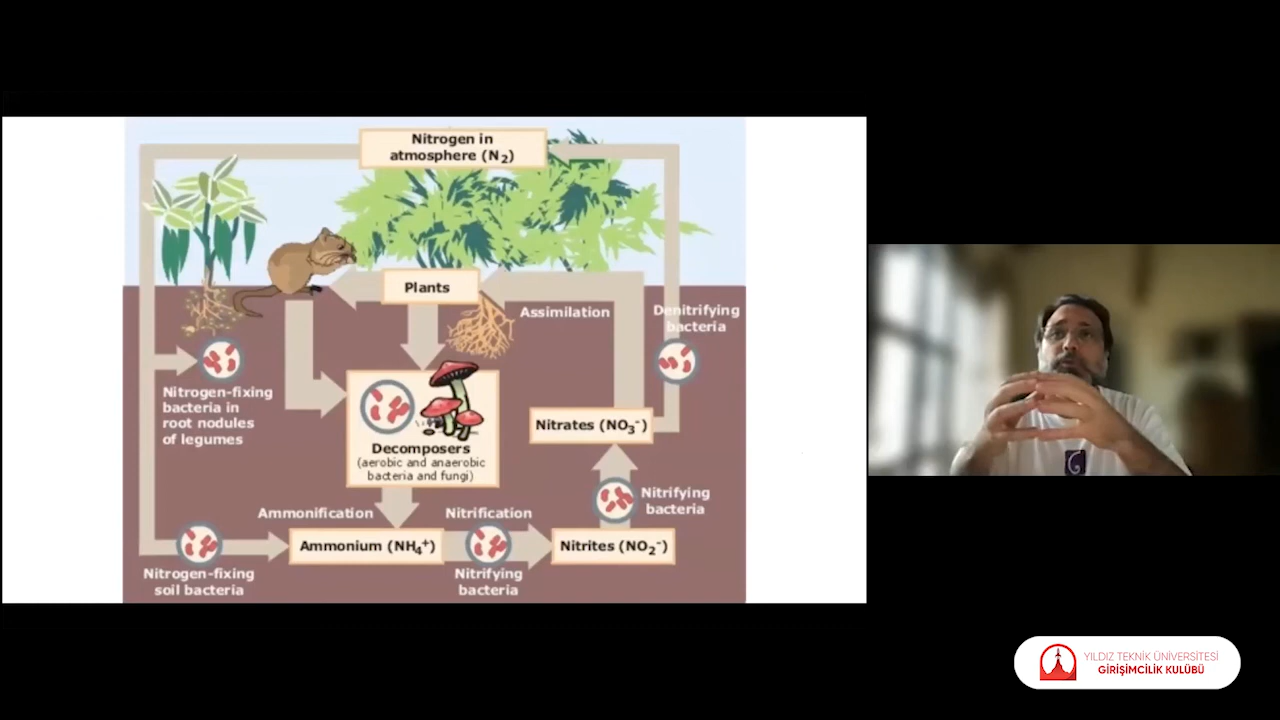 Nitrogen in
atmosphere (N₂)
Plants
Assimilation
Denitrifying
bacteria
Nitrogen-fixing
bacteria in
root nodules
of legumes
Decomposers
(aerobic and anaerobic
bacteria and fungi)
Nitrates (NO₃⁻)
Nitrifying
bacteria
Ammonification
Nitrification
Ammonium (NH₄⁺)
Nitrites (NO₂⁻)
Nitrogen-fixing
soil bacteria
Nitrifying
bacteria
YILDIZ TEKNİK ÜNİVERSİTESİ
GİRİŞİMCİLİK KULÜBÜ